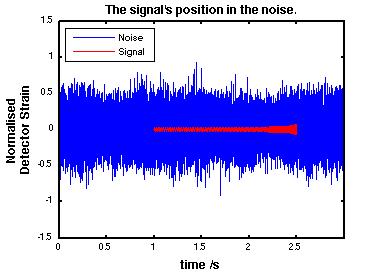 The signal's position in the noise.
Noise
Signal
Normalised
Detector Strain
1.5
1
0.5
0
-0.5
-1
-1.5
0
0.5
1
1.5
2
2.5
time /s